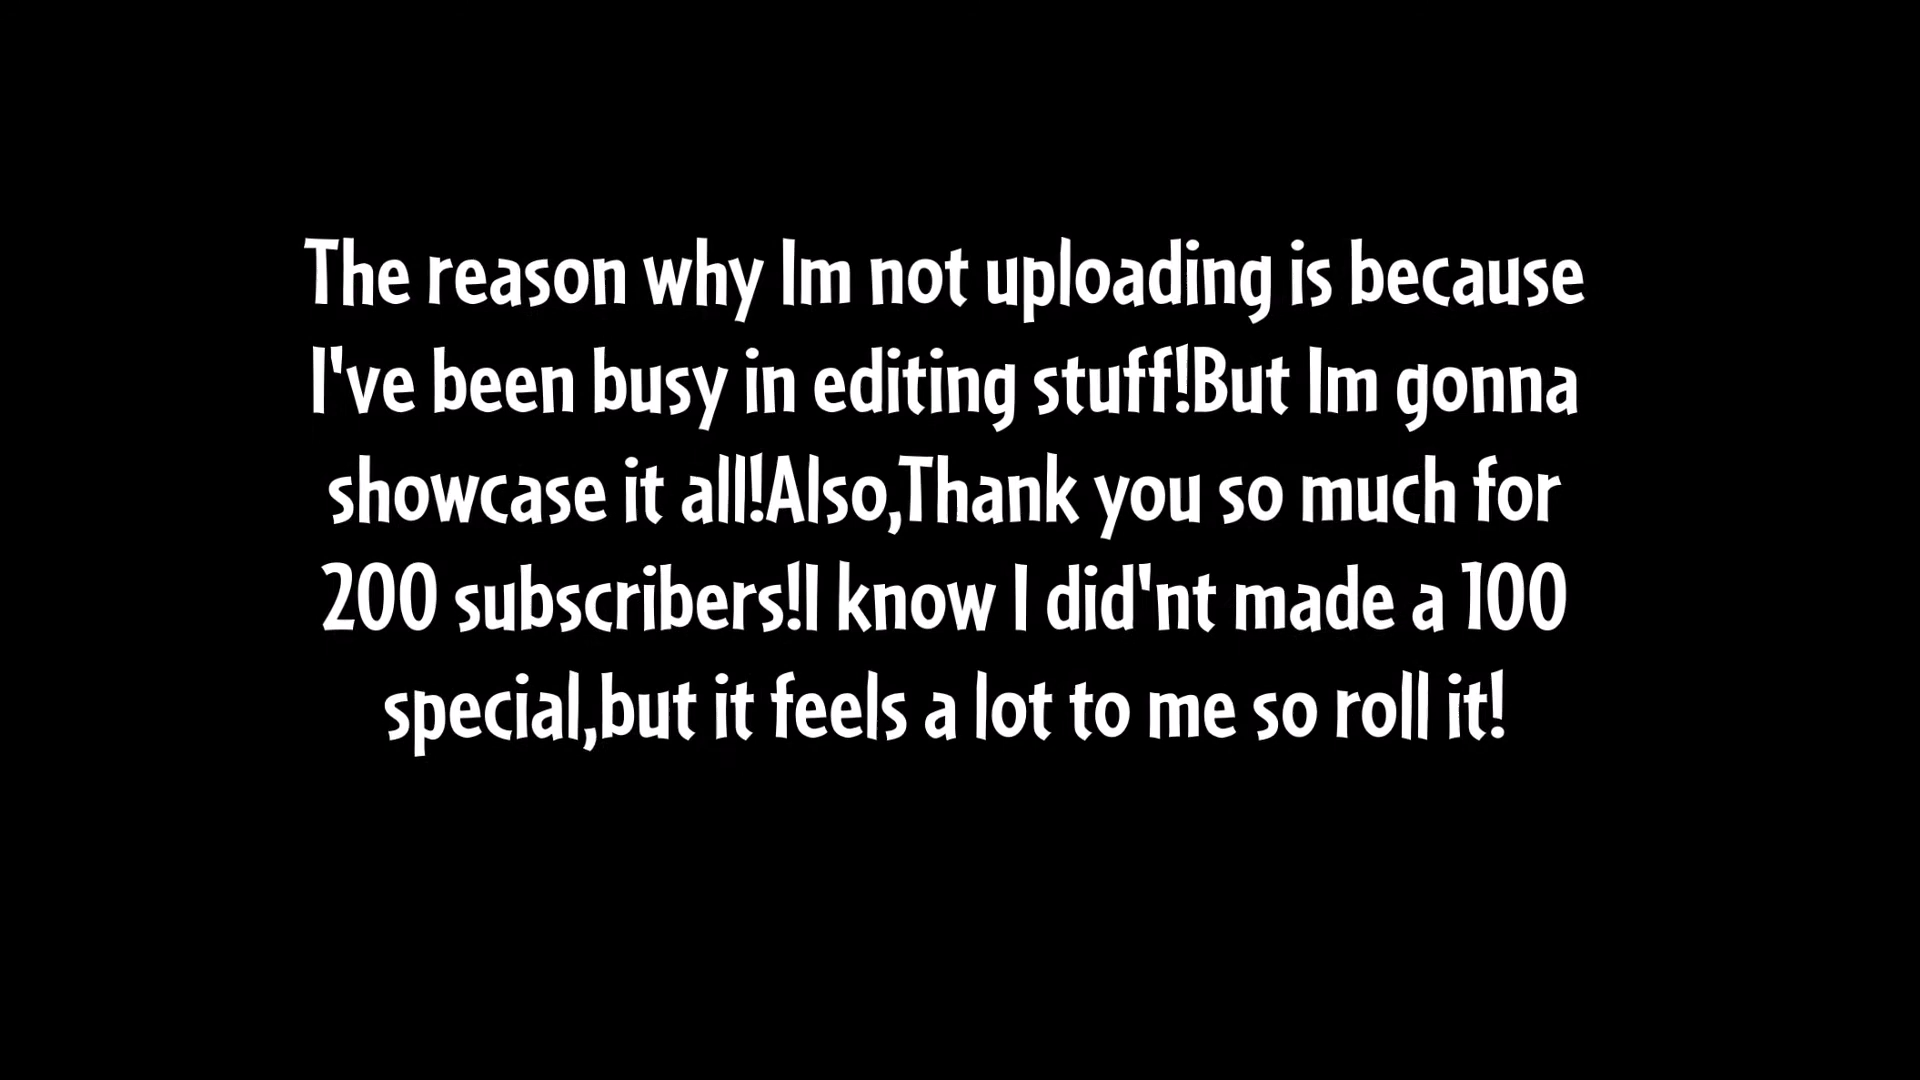 The reason why Im not uploading is because
I've been busy in editing stuff!But Im gonna
showcase it all!Also,Thank you so much for
200 subscribers!I know I did'nt made a 100
special,but it feels a lot to me so roll it!